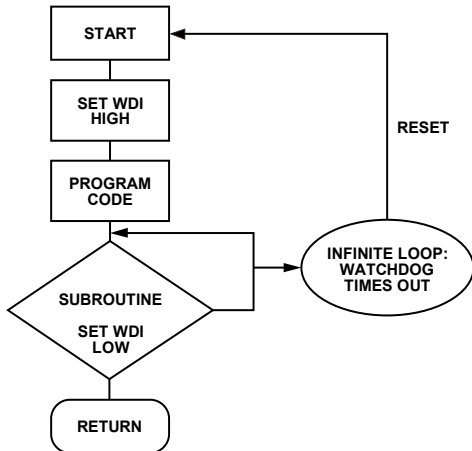 START
SET WDI
HIGH
RESET
PROGRAM
CODE
INFINITE LOOP:
WATCHDOG
TIMES OUT
SUBROUTINE
SET WDI
LOW
RETURN